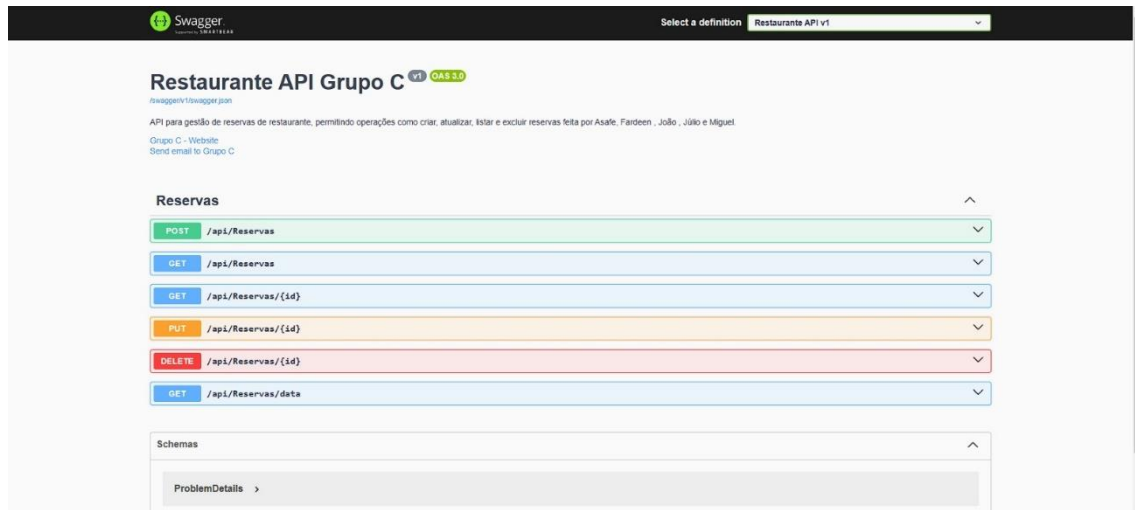 Swagger.
Supported by SMARTBEAR
Select a definition
Restaurante API v1
Restaurante API Grupo C v1 OAS 3.0
/swagger/v1/swagger.json
API para gestão de reservas de restaurante, permitindo operações como criar, atualizar, listar e excluir reservas feita por Asafe, Fardeen , João , Júlio e Miguel.
Grupo C - Website
Send email to Grupo C
Reservas
POST /api/Reservas
GET /api/Reservas
GET /api/Reservas/{id}
PUT /api/Reservas/{id}
DELETE /api/Reservas/{id}
GET /api/Reservas/data
Schemas
ProblemDetails